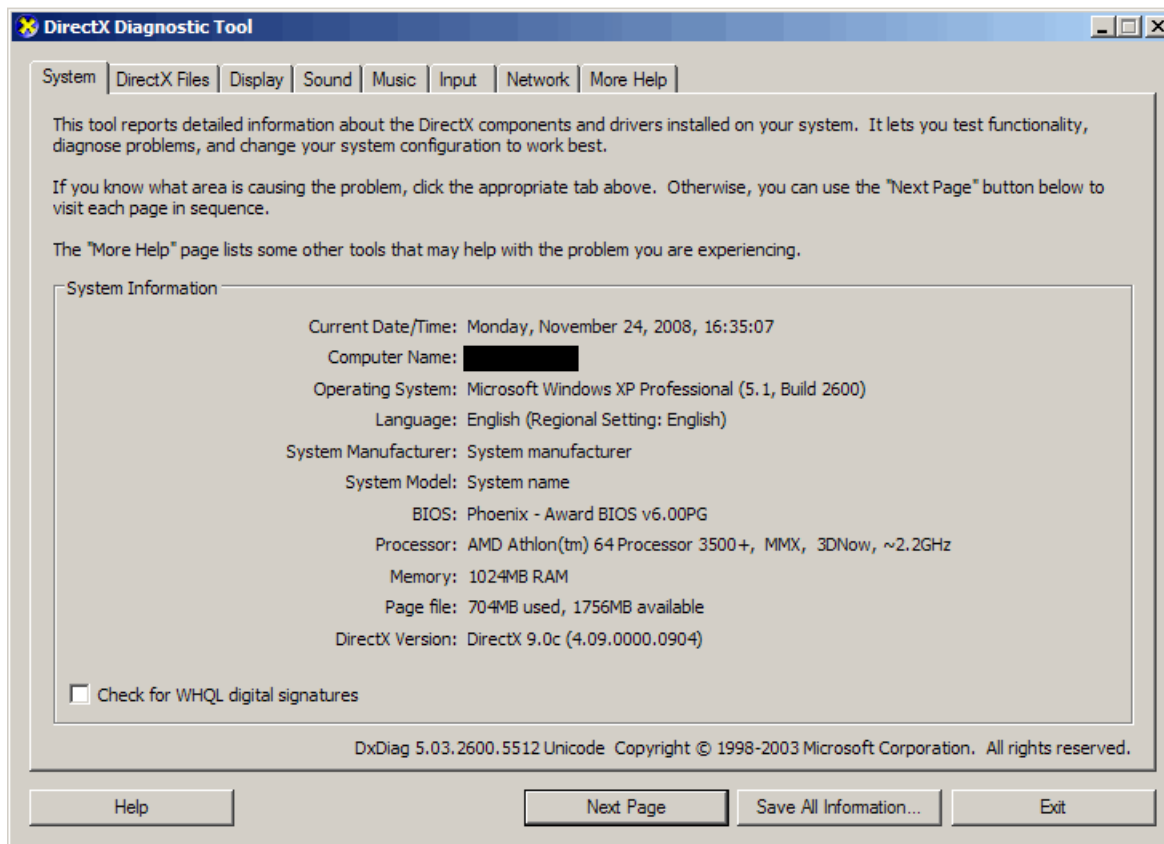 DirectX Diagnostic Tool
System DirectX Files Display Sound Music Input Network More Help
This tool reports detailed information about the DirectX components and drivers installed on your system. It lets you test functionality,
diagnose problems, and change your system configuration to work best.
If you know what area is causing the problem, click the appropriate tab above. Otherwise, you can use the "Next Page" button below to
visit each page in sequence.
The "More Help" page lists some other tools that may help with the problem you are experiencing.
System Information
Current Date/Time: Monday, November 24, 2008, 16:35:07
Computer Name:
Operating System: Microsoft Windows XP Professional (5.1, Build 2600)
Language: English (Regional Setting: English)
System Manufacturer: System manufacturer
System Model: System name
BIOS: Phoenix - Award BIOS v6.00PG
Processor: AMD Athlon(tm) 64 Processor 3500+, MMX, 3DNow, ~2.2GHz
Memory: 1024MB RAM
Page file: 704MB used, 1756MB available
DirectX Version: DirectX 9.0c (4.09.0000.0904)
Check for WHQL digital signatures
DxDiag 5.03.2600.5512 Unicode Copyright © 1998-2003 Microsoft Corporation. All rights reserved.
Help Next Page Save All Information... Exit